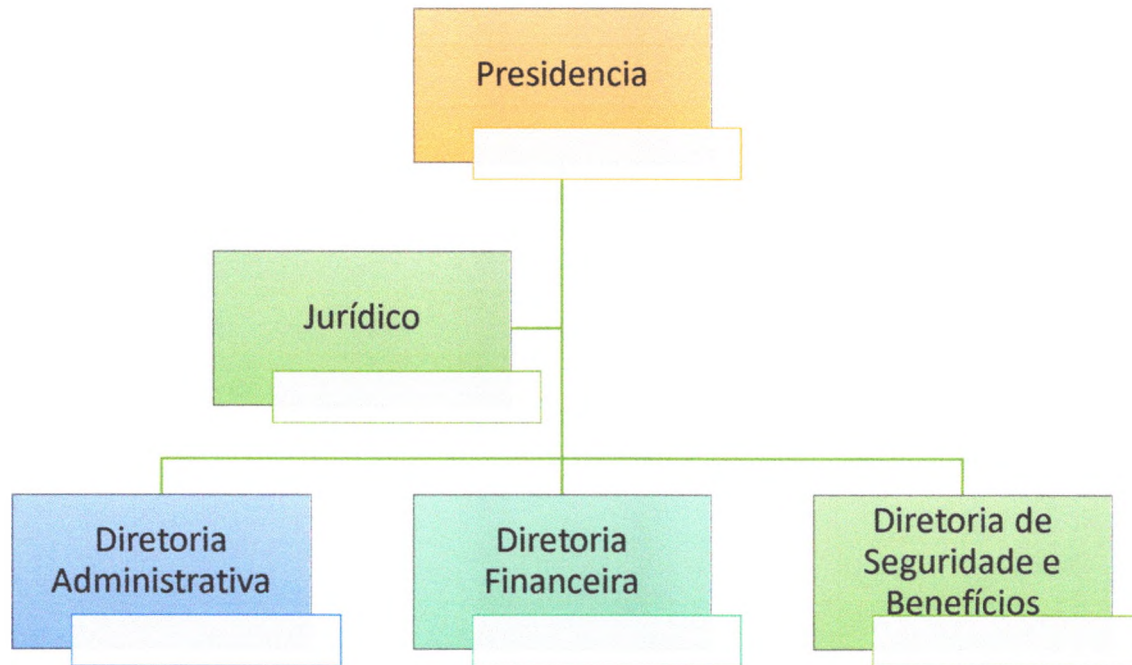 Presidencia
Jurídico
Diretoria
Administrativa
Diretoria
Financeira
Diretoria de
Seguridade e
Benefícios